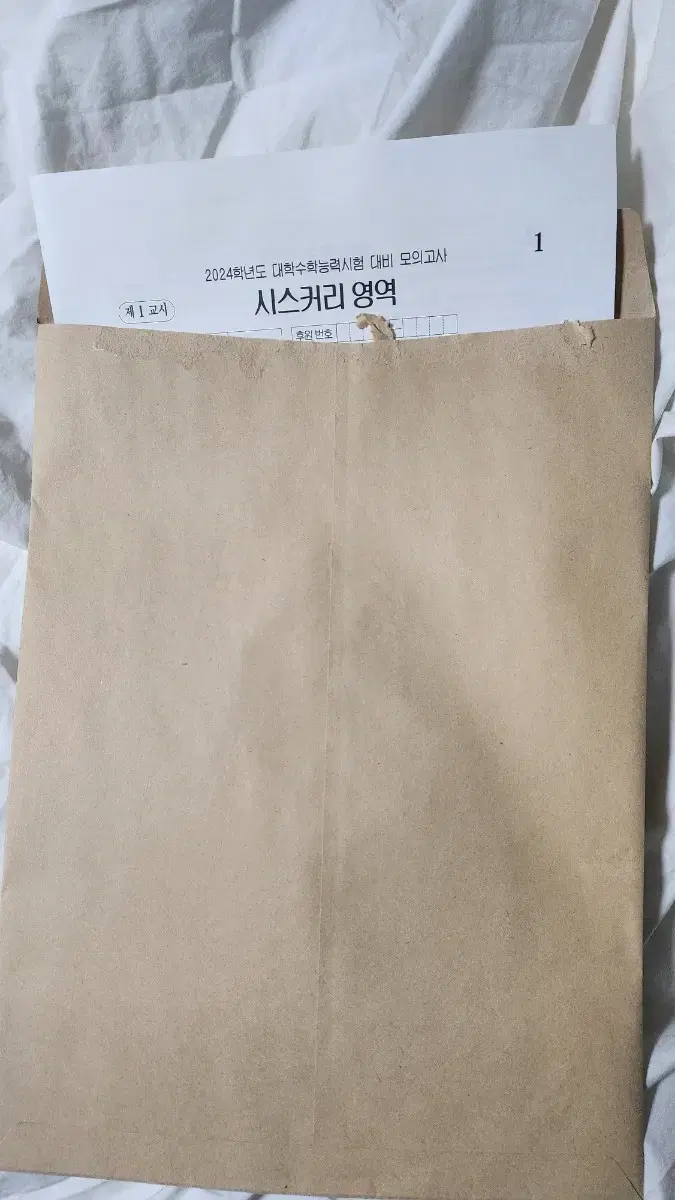 1
2024학년도 대학수학능력시험 대비 모의고사
제 1 교시
시스커리 영역
후원 번호